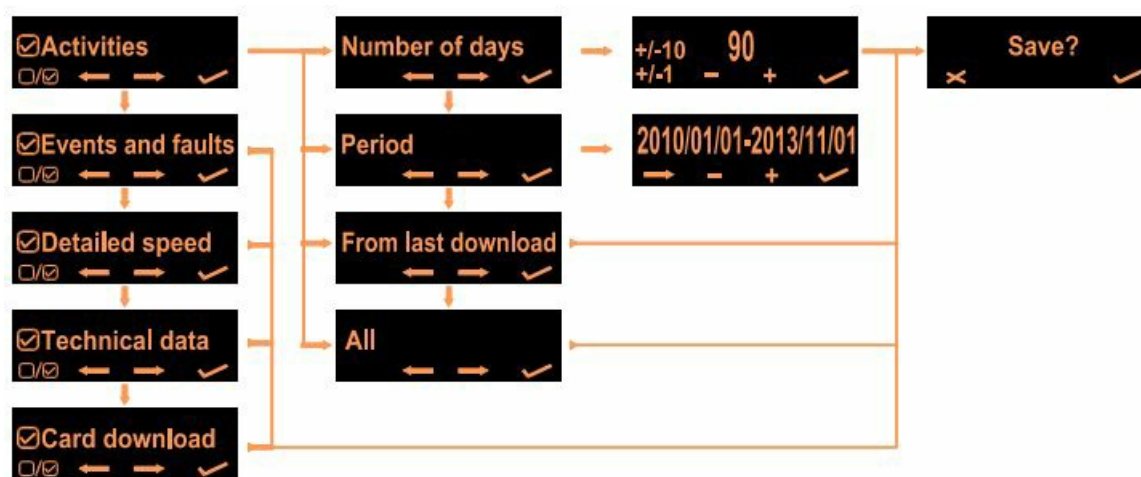 Activities
Number of days
+/-10 90
+/-1 - +
Save?
Events and faults
Period
2010/01/01-2013/11/01
- +
Detailed speed
From last download
Technical data
All
Card download